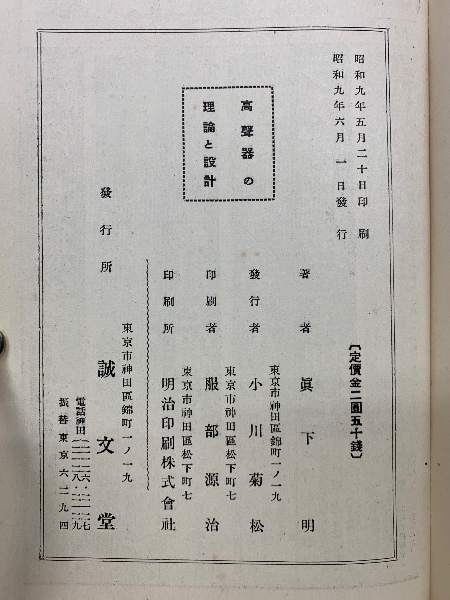 昭和九年五月二十日印刷
昭和九年六月一日發行
〔定價金二圓五十錢〕
高聲器の
理論と設計
著者 眞下明
東京市神田區錦町一ノ一九
發行者 小川菊松
東京市神田區松下町七
印刷者 服部源治
東京市神田區松下町七
印刷所 明治印刷株式會社
發行所
東京市神田區錦町一ノ一九
誠文堂
電話神田
振替東京六二九四